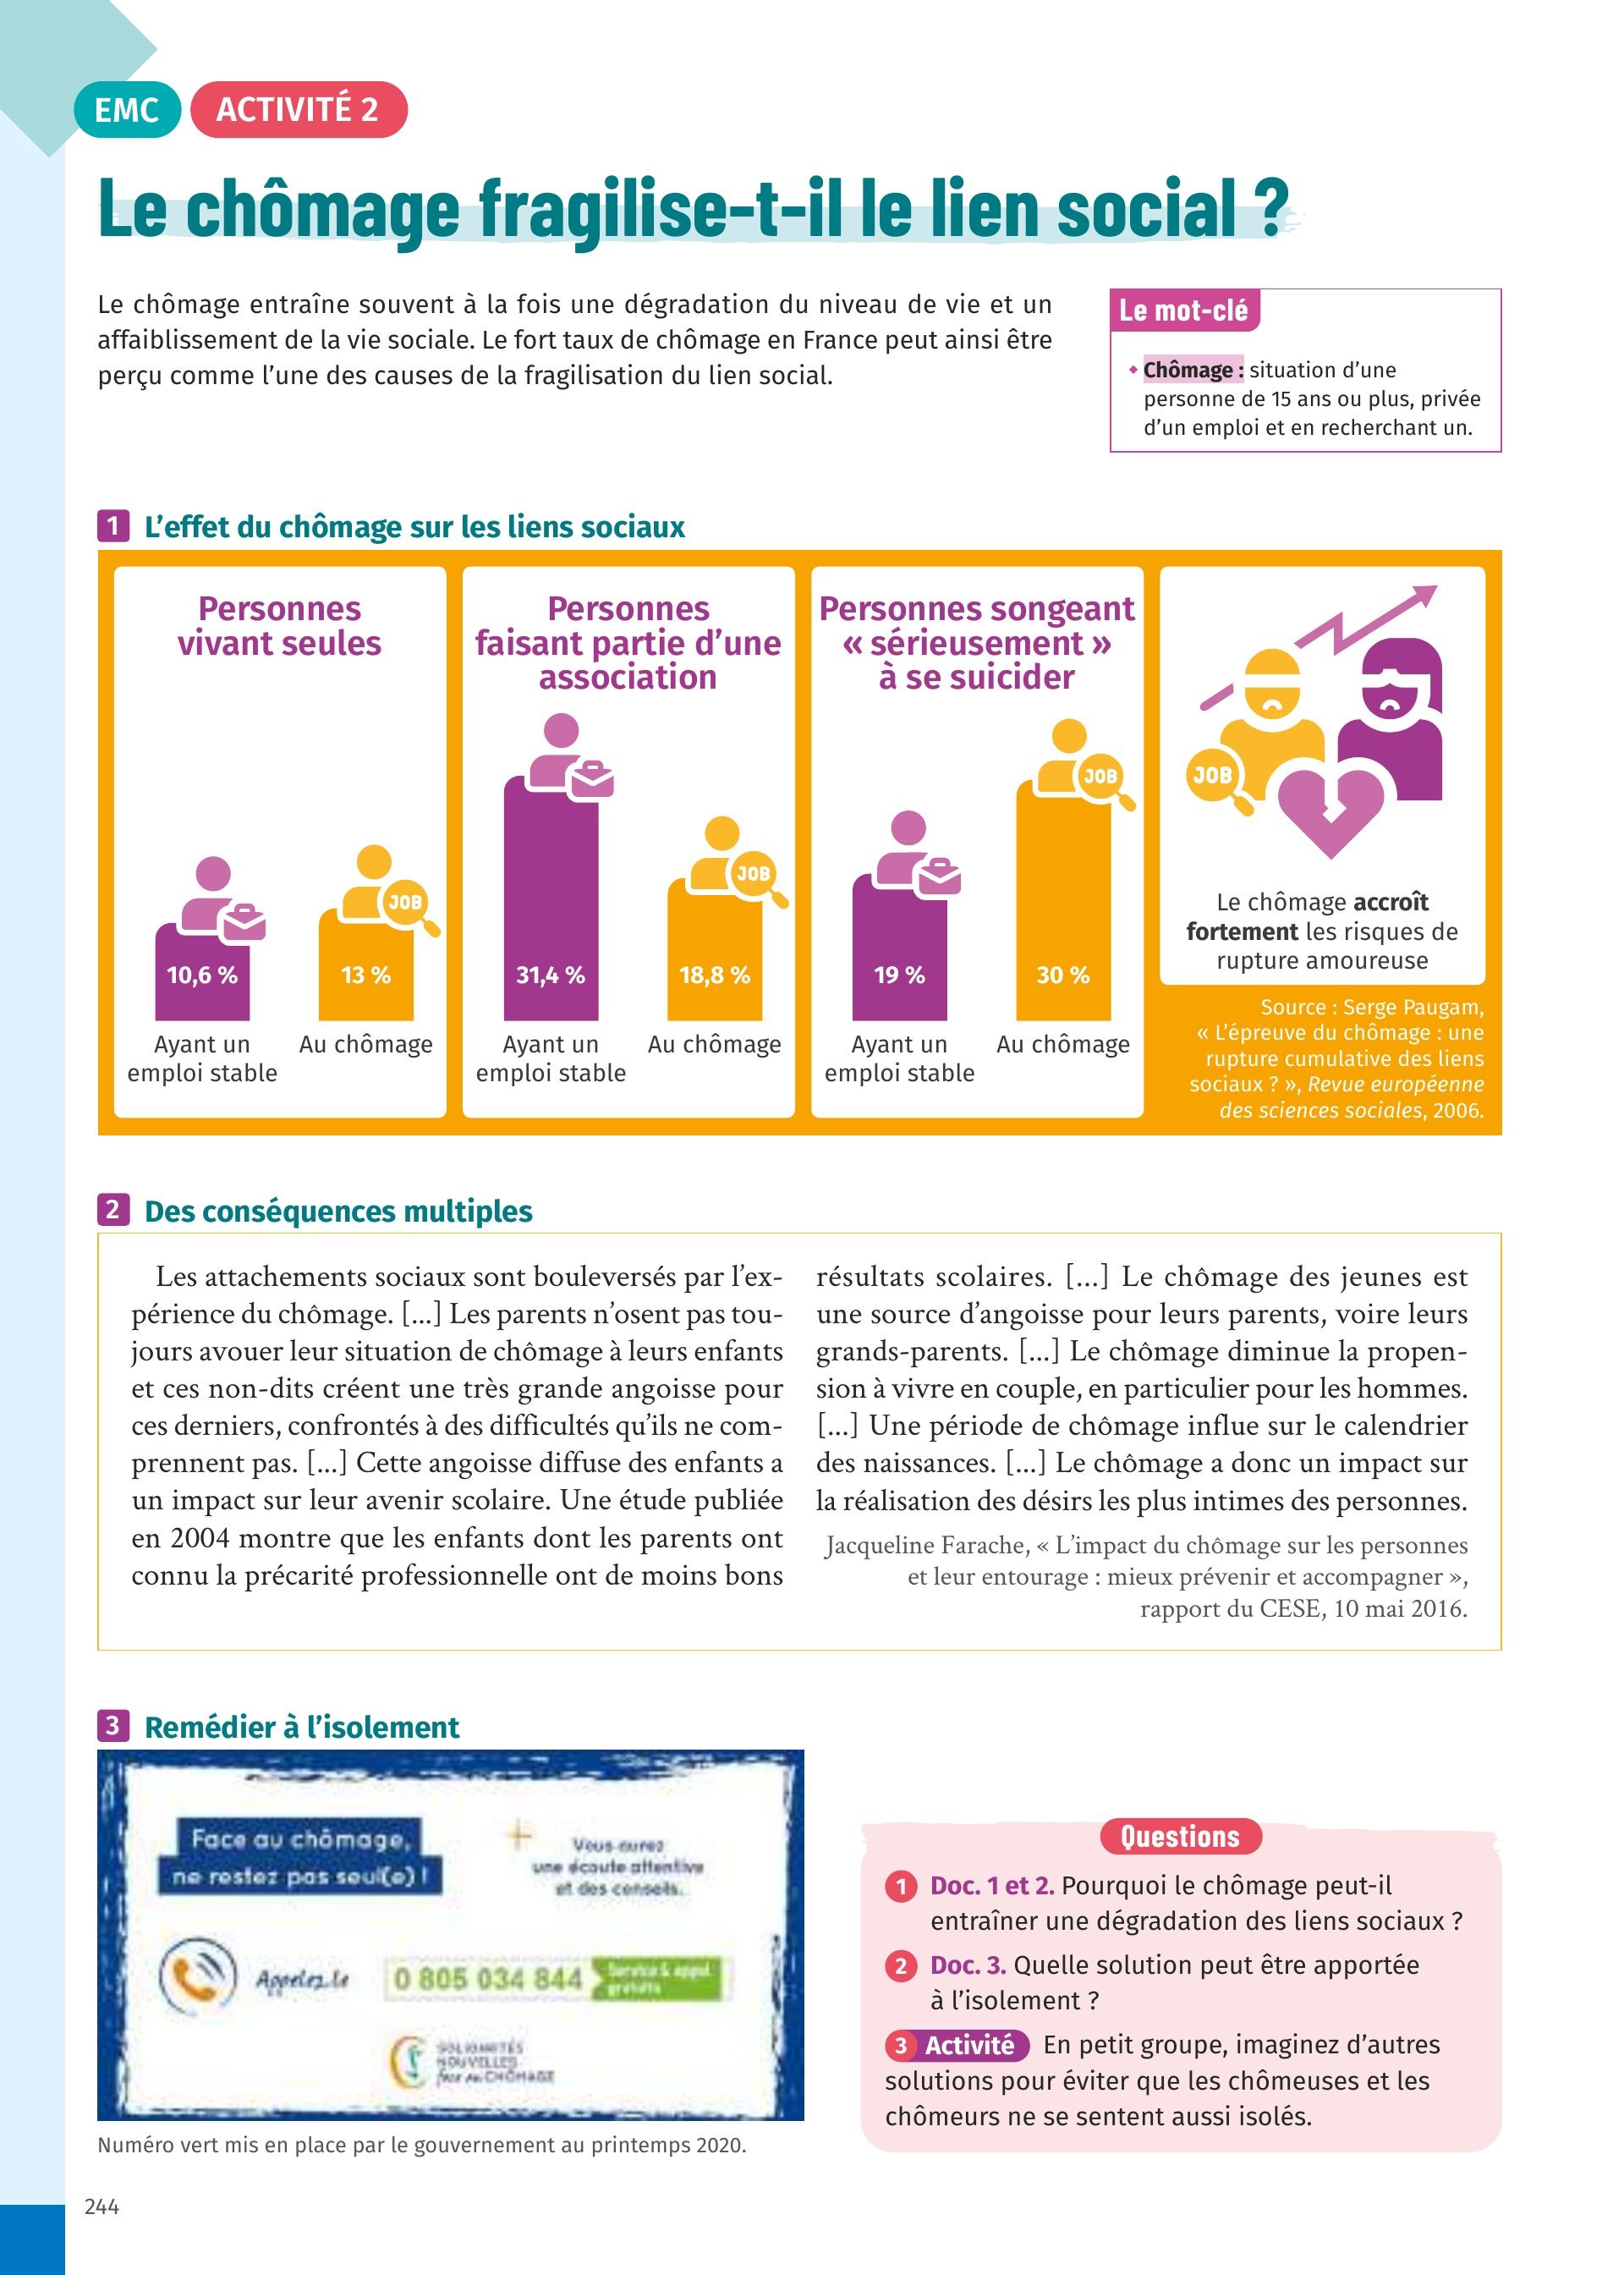 EMC
ACTIVITÉ 2
Le chômage fragilise-t-il le lien social ?
Le chômage entraîne souvent à la fois une dégradation du niveau de vie et un
affaiblissement de la vie sociale. Le fort taux de chômage en France peut ainsi être
perçu comme l’une des causes de la fragilisation du lien social.
Le mot-clé
Chômage : situation d’une
personne de 15 ans ou plus, privée
d’un emploi et en recherchant un.
1 L’effet du chômage sur les liens sociaux
Personnes
vivant seules
JOB
10,6 %
13 %
Ayant un
emploi stable
Au chômage
Personnes
faisant partie d’une
association
JOB
31,4 %
18,8 %
Ayant un
emploi stable
Au chômage
Personnes songeant
« sérieusement »
à se suicider
JOB
19 %
30 %
Ayant un
emploi stable
Au chômage
JOB
Le chômage accroît
fortement les risques de
rupture amoureuse
Source : Serge Paugam,
« L’épreuve du chômage : une
rupture cumulative des liens
sociaux ? », Revue européenne
des sciences sociales, 2006.
2 Des conséquences multiples
Les attachements sociaux sont bouleversés par l’ex-
périence du chômage. [...] Les parents n’osent pas tou-
jours avouer leur situation de chômage à leurs enfants
et ces non-dits créent une très grande angoisse pour
ces derniers, confrontés à des difficultés qu’ils ne com-
prennent pas. [...] Cette angoisse diffuse des enfants a
un impact sur leur avenir scolaire. Une étude publiée
en 2004 montre que les enfants dont les parents ont
connu la précarité professionnelle ont de moins bons
résultats scolaires. [...] Le chômage des jeunes est
une source d’angoisse pour leurs parents, voire leurs
grands-parents. [...] Le chômage diminue la propen-
sion à vivre en couple, en particulier pour les hommes.
[...] Une période de chômage influe sur le calendrier
des naissances. [...] Le chômage a donc un impact sur
la réalisation des désirs les plus intimes des personnes.
Jacqueline Farache, « L’impact du chômage sur les personnes
et leur entourage : mieux prévenir et accompagner »,
rapport du CESE, 10 mai 2016.
3 Remédier à l’isolement
Face au chômage,
ne restez pas seul(e) !
Vous aurez
une écoute attentive
et des conseils.
Appelez le
0 805 034 844
Service & appel
gratuits
SOLIDARITÉS
NOUVELLES
face au CHÔMAGE
Numéro vert mis en place par le gouvernement au printemps 2020.
Questions
1 Doc. 1 et 2. Pourquoi le chômage peut-il
entraîner une dégradation des liens sociaux ?
2 Doc. 3. Quelle solution peut être apportée
à l’isolement ?
3 Activité En petit groupe, imaginez d’autres
solutions pour éviter que les chômeuses et les
chômeurs ne se sentent aussi isolés.
244